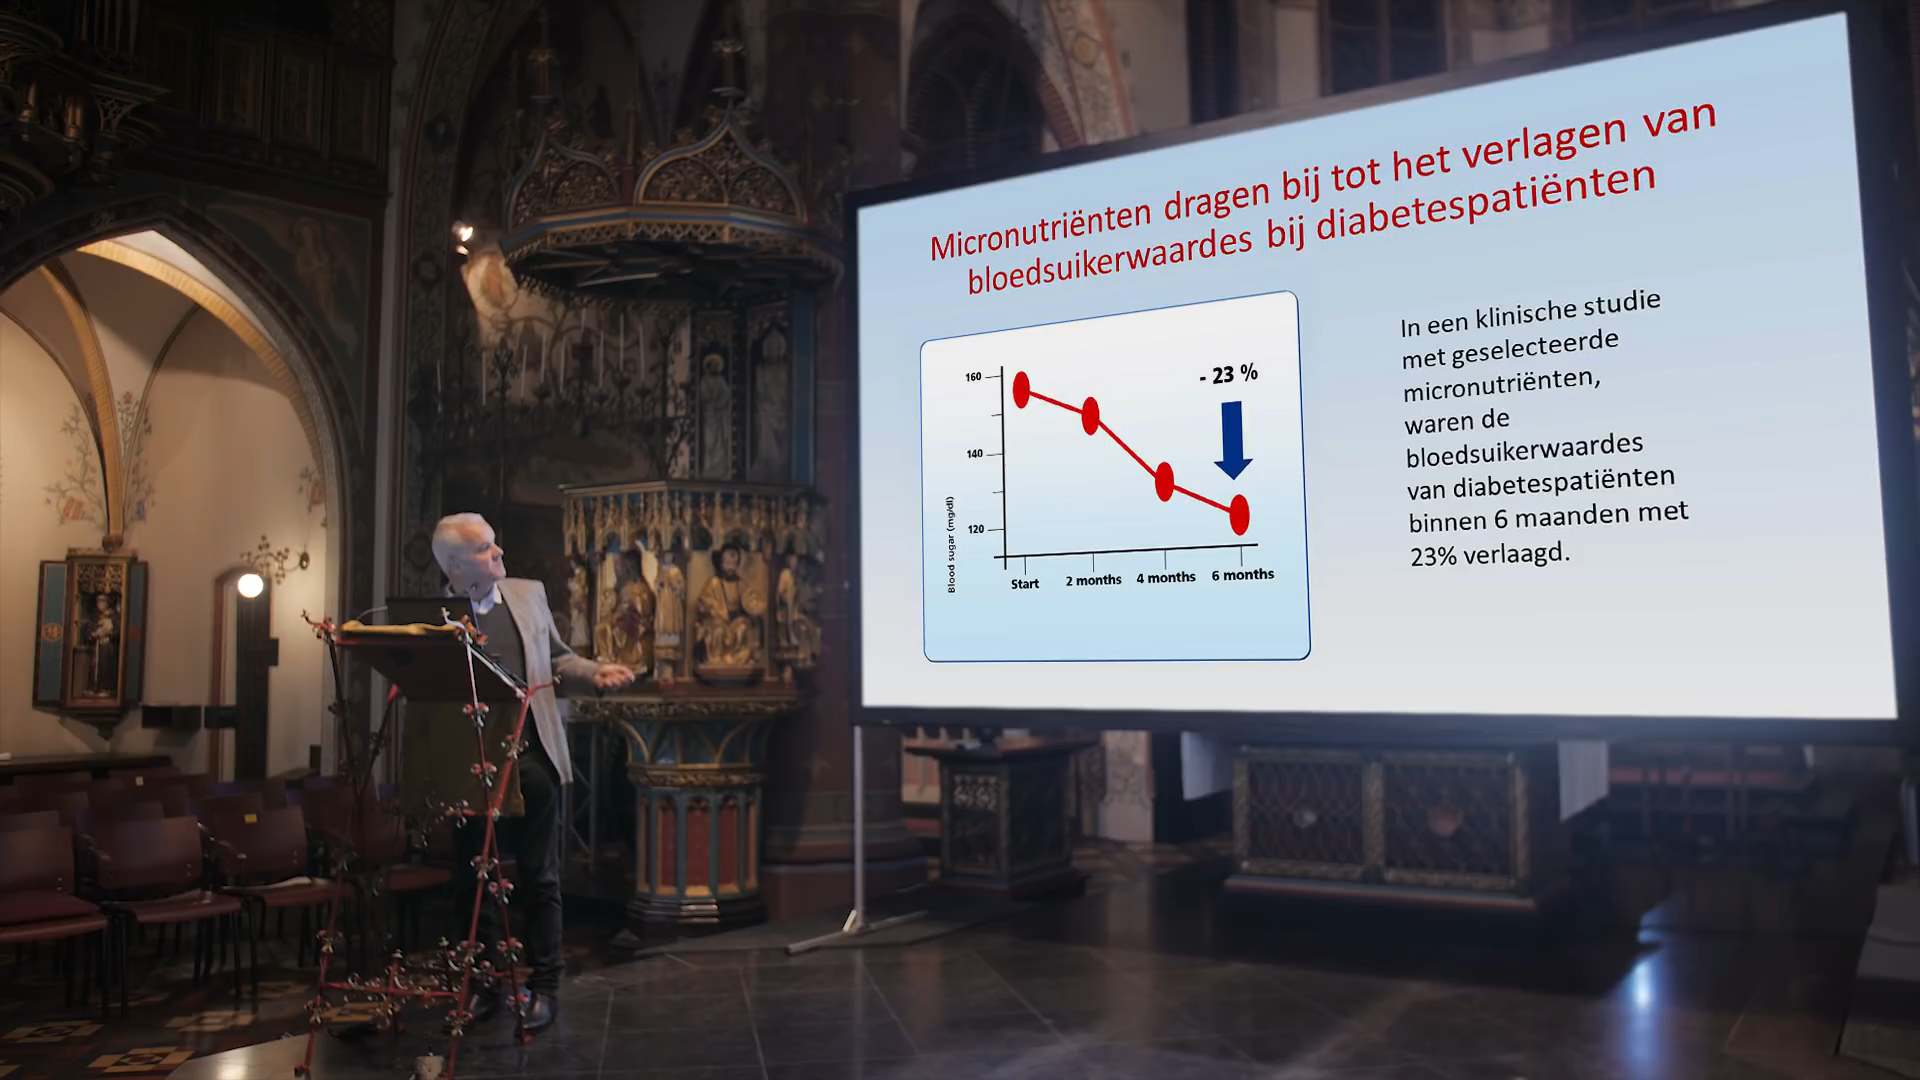 Micronutriënten dragen bij tot het verlagen van
bloedsuikerwaardes bij diabetespatiënten
160
140
120
Blood sugar (mg/dl)
- 23 %
Start
2 months
4 months
6 months
In een klinische studie
met geselecteerde
micronutriënten,
waren de
bloedsuikerwaardes
van diabetespatiënten
binnen 6 maanden met
23% verlaagd.